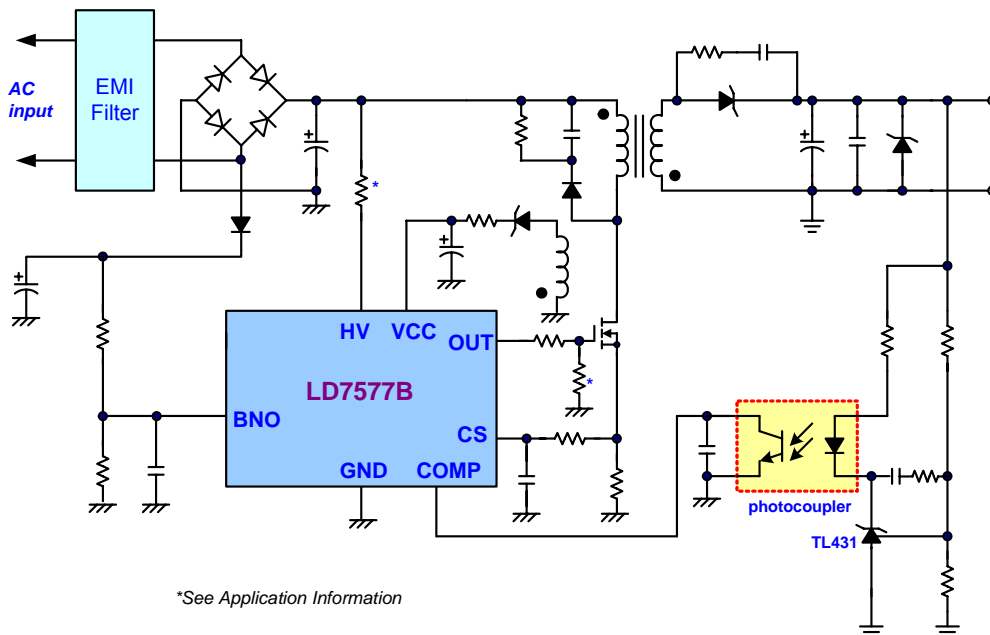 AC
input
EMI
Filter
*
HV
VCC
OUT
*
LD7577B
BNO
CS
GND
COMP
photocoupler
TL431
*See Application Information
+
+
+
+